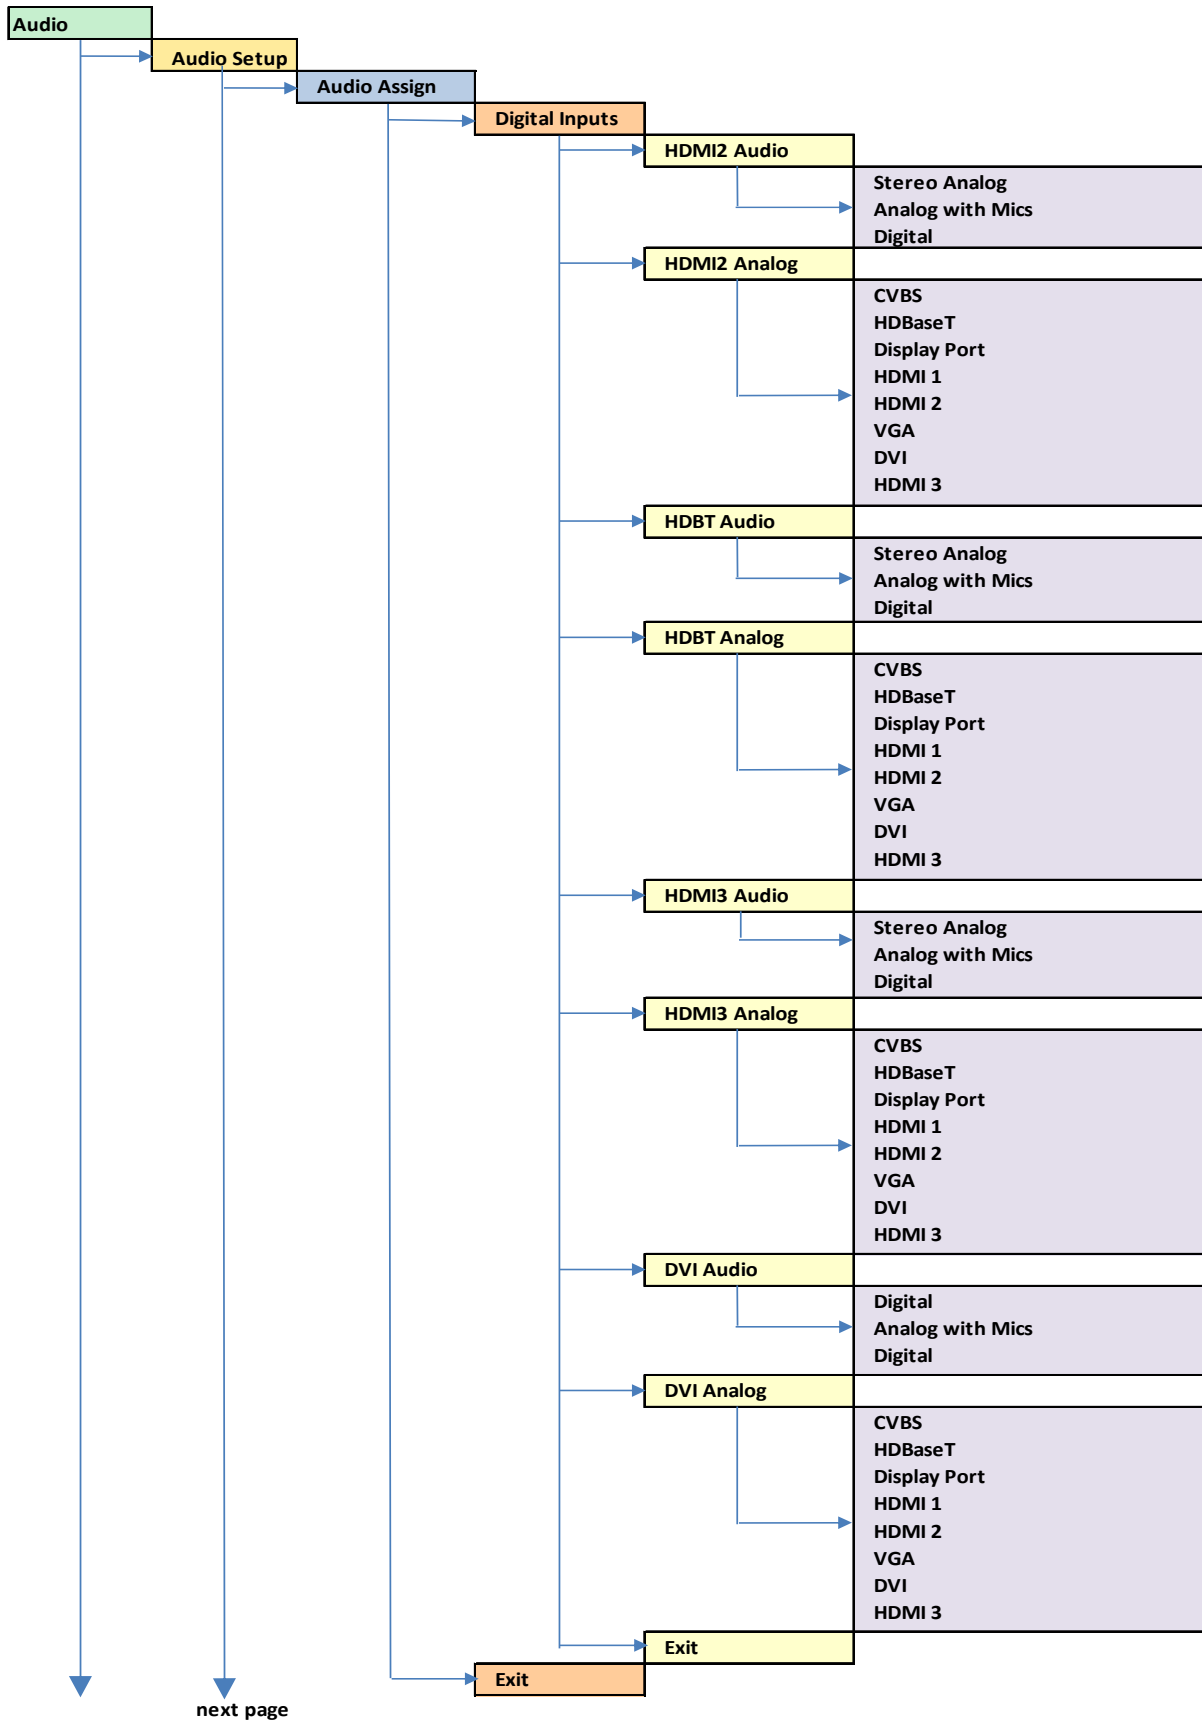 Audio
Audio Setup
Audio Assign
Digital Inputs
HDMI2 Audio
Stereo Analog
Analog with Mics
Digital
HDMI2 Analog
CVBS
HDBaseT
Display Port
HDMI 1
HDMI 2
VGA
DVI
HDMI 3
HDBT Audio
Stereo Analog
Analog with Mics
Digital
HDBT Analog
CVBS
HDBaseT
Display Port
HDMI 1
HDMI 2
VGA
DVI
HDMI 3
HDMI3 Audio
Stereo Analog
Analog with Mics
Digital
HDMI3 Analog
CVBS
HDBaseT
Display Port
HDMI 1
HDMI 2
VGA
DVI
HDMI 3
DVI Audio
Digital
Analog with Mics
Digital
DVI Analog
CVBS
HDBaseT
Display Port
HDMI 1
HDMI 2
VGA
DVI
HDMI 3
Exit
Exit
next page